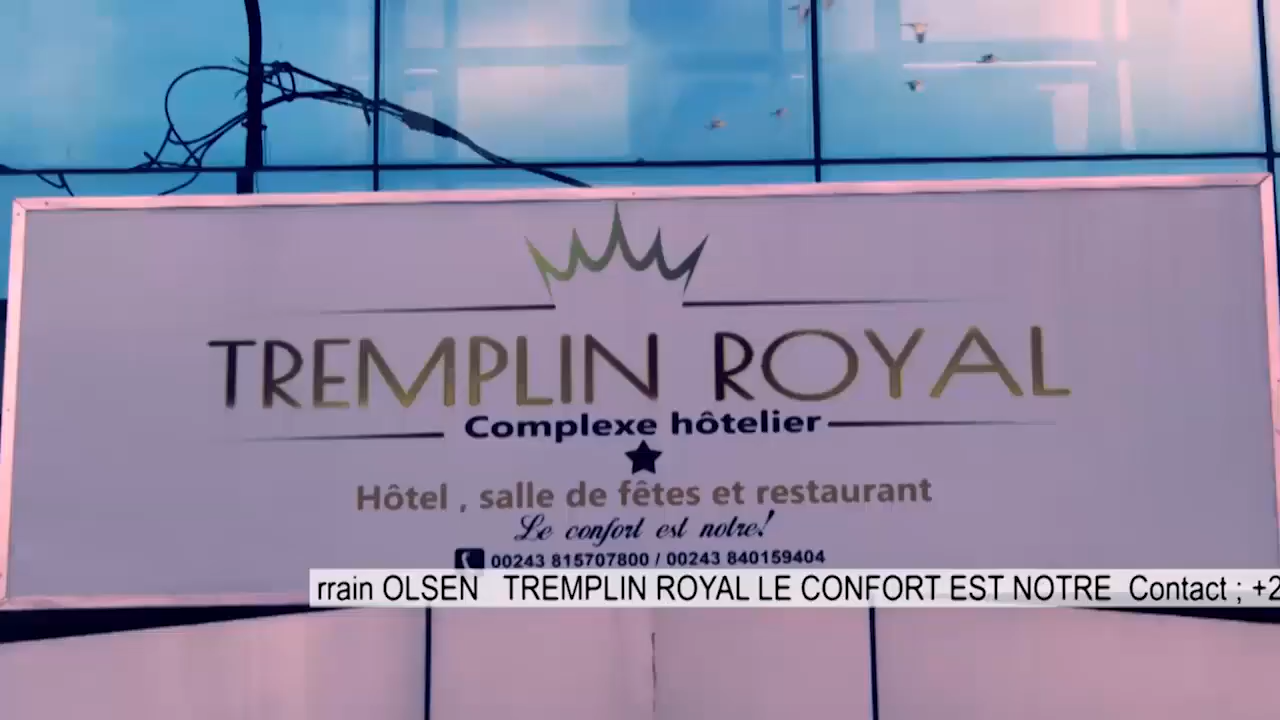 TREMPLIN ROYAL
Complexe hôtelier
Hôtel , salle de fêtes et restaurant
Le confort est notre!
00243 815707800 / 00243 840159404
rrain OLSEN TREMPLIN ROYAL LE CONFORT EST NOTRE Contact ; +2